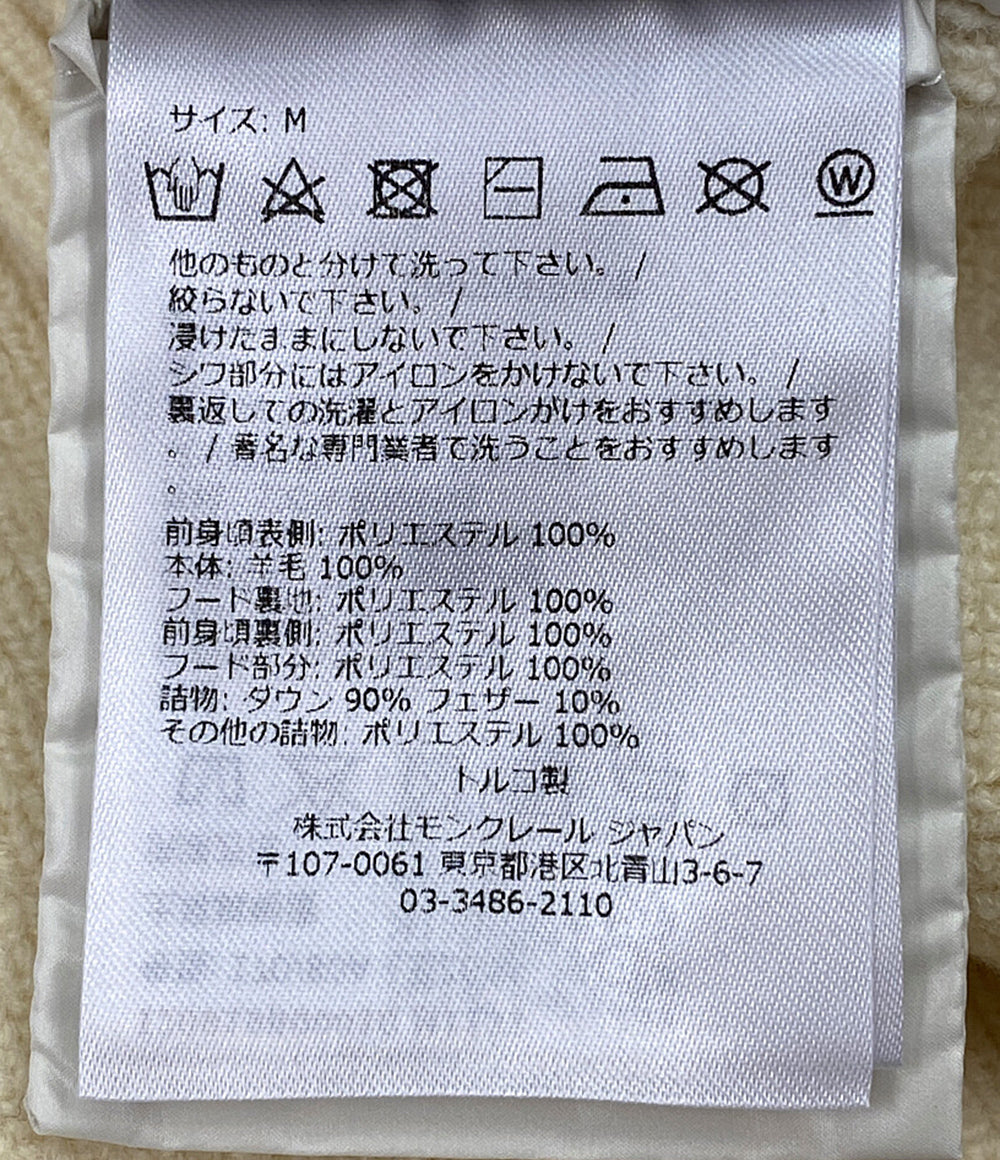 サイズ: M
W
他のものと分けて洗って下さい。 /
絞らないで下さい。 /
浸けたままにしないで下さい。 /
シワ部分にはアイロンをかけないで下さい。 /
裏返しての洗濯とアイロンがけをおすすめします
。 / 著名な専門業者で洗うことをおすすめします
。
前身頃表側: ポリエステル 100%
本体: 羊毛 100%
フード裏地: ポリエステル 100%
前身頃裏側: ポリエステル 100%
フード部分: ポリエステル 100%
詰物: ダウン 90% フェザー 10%
その他の詰物: ポリエステル 100%
トルコ製
株式会社モンクレール ジャパン
〒107-0061 東京都港区北青山3-6-7
03-3486-2110